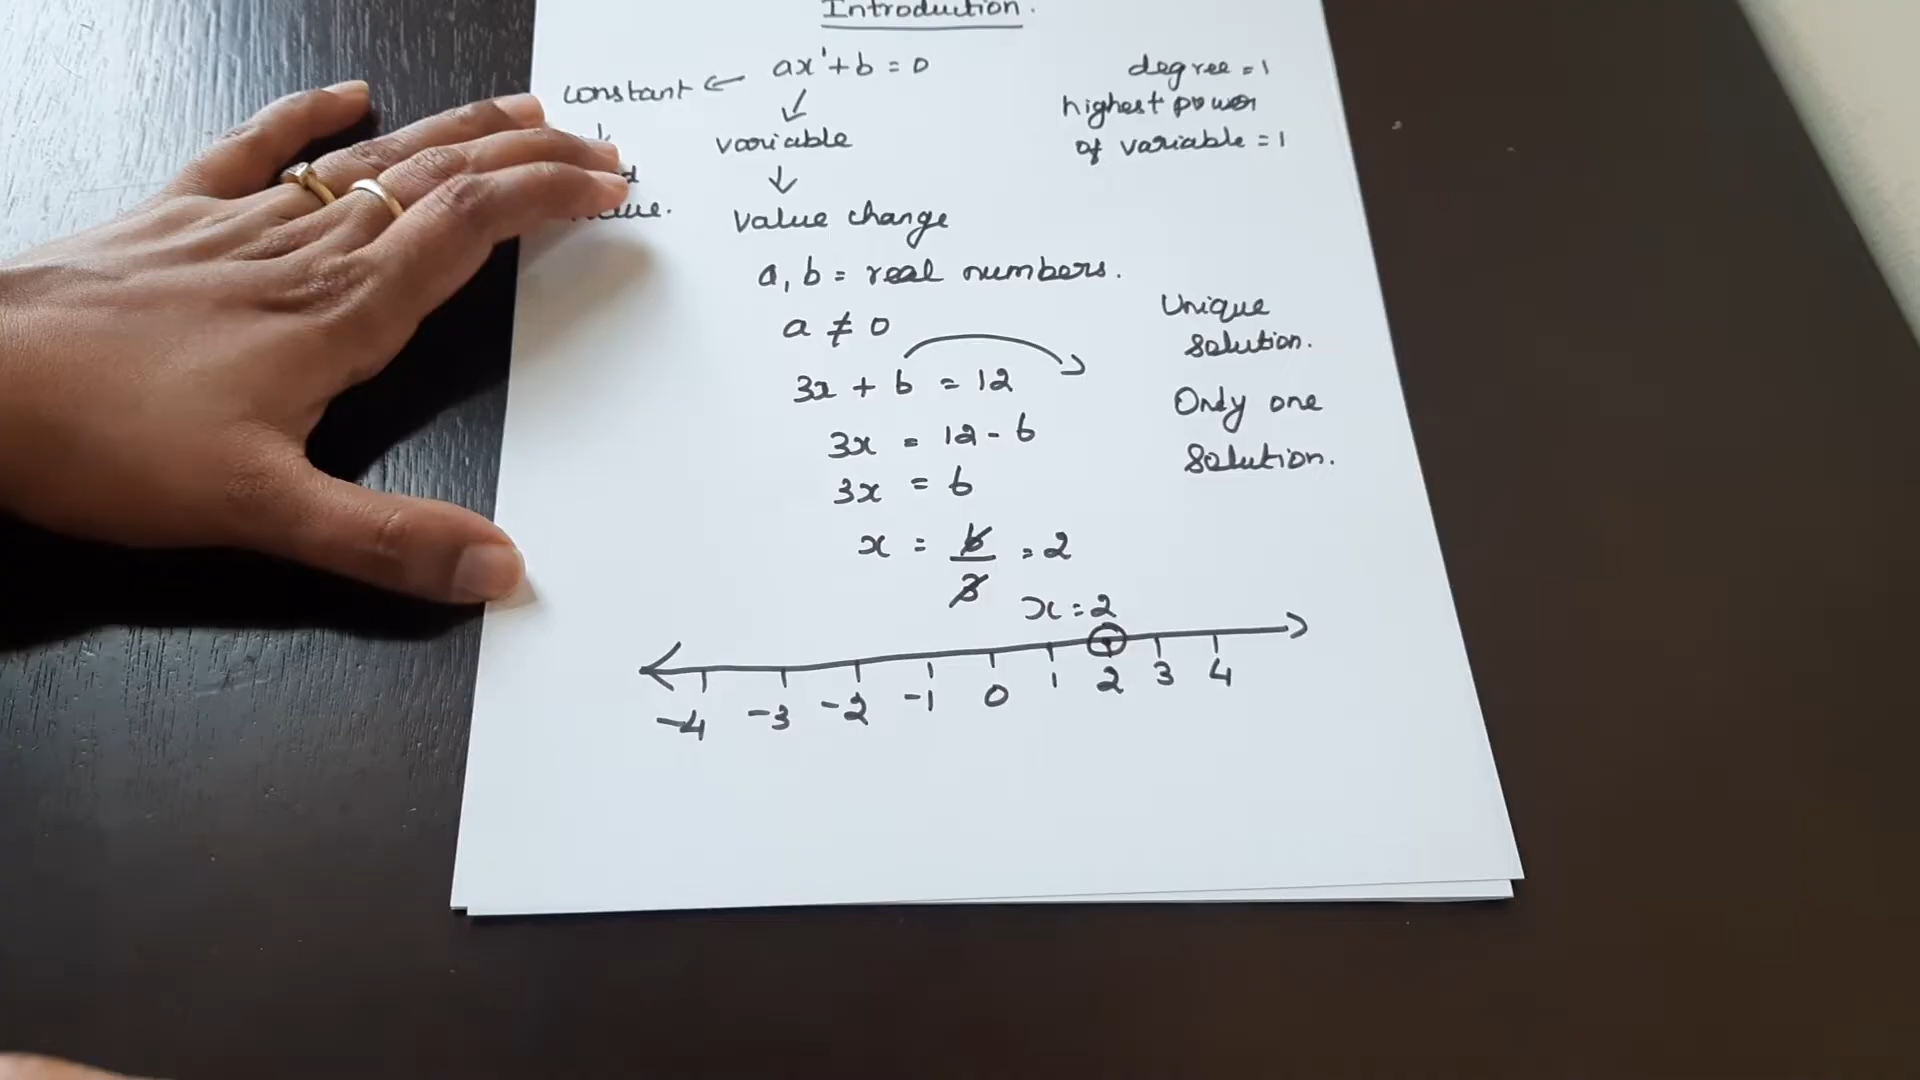 Introduction.
ax¹ + b = 0
constant ←
↓
variable
↓
Value change
degree = 1
highest power
of variable = 1
a, b = real numbers.
a ≠ 0
3x + 6 = 12
3x = 12 - 6
3x = 6
x = 6/3 = 2
x = 2
Unique
Solution.
Only one
Solution.
-4 -3 -2 -1 0 1 2 3 4